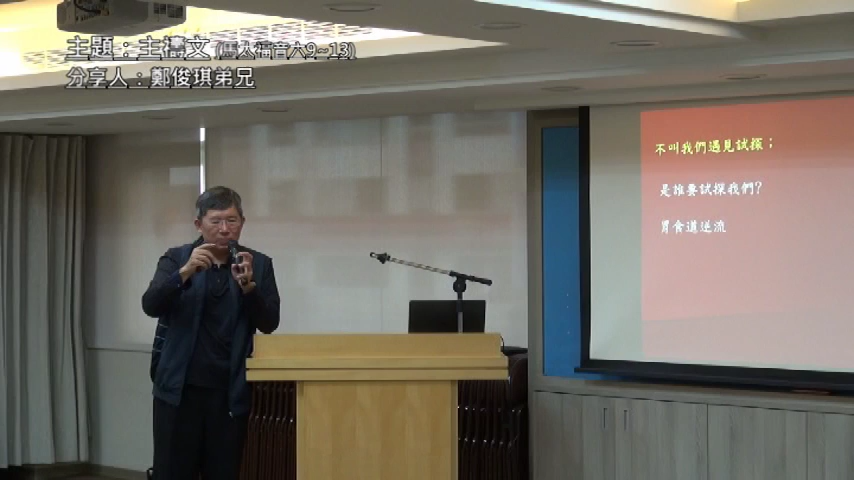 主題：主禱文 (馬太福音六9~13)
分享人：鄭俊琪弟兄
不叫我們遇見試探；
是誰要試探我們?
胃食道逆流